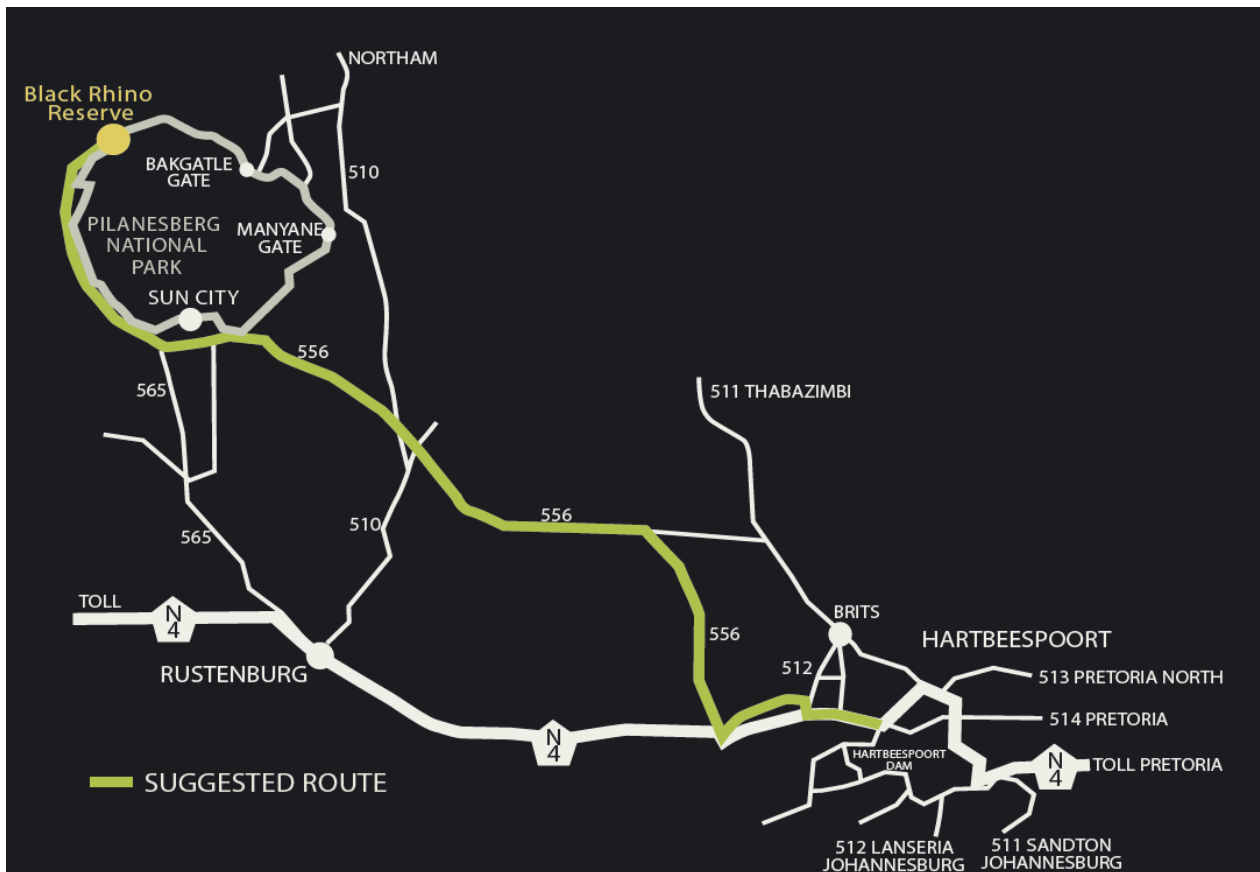 NORTHAM
Black Rhino
Reserve
BAKGATLE
GATE
510
PILANESBERG
NATIONAL
PARK
MANYANE
GATE
SUN CITY
556
565
511 THABAZIMBI
556
510
565
TOLL
N
4
BRITS
HARTBEESPOORT
556
512
RUSTENBURG
513 PRETORIA NORTH
514 PRETORIA
N
4
HARTBEESPOORT
DAM
N
4
TOLL PRETORIA
SUGGESTED ROUTE
512 LANSERIA
JOHANNESBURG
511 SANDTON
JOHANNESBURG